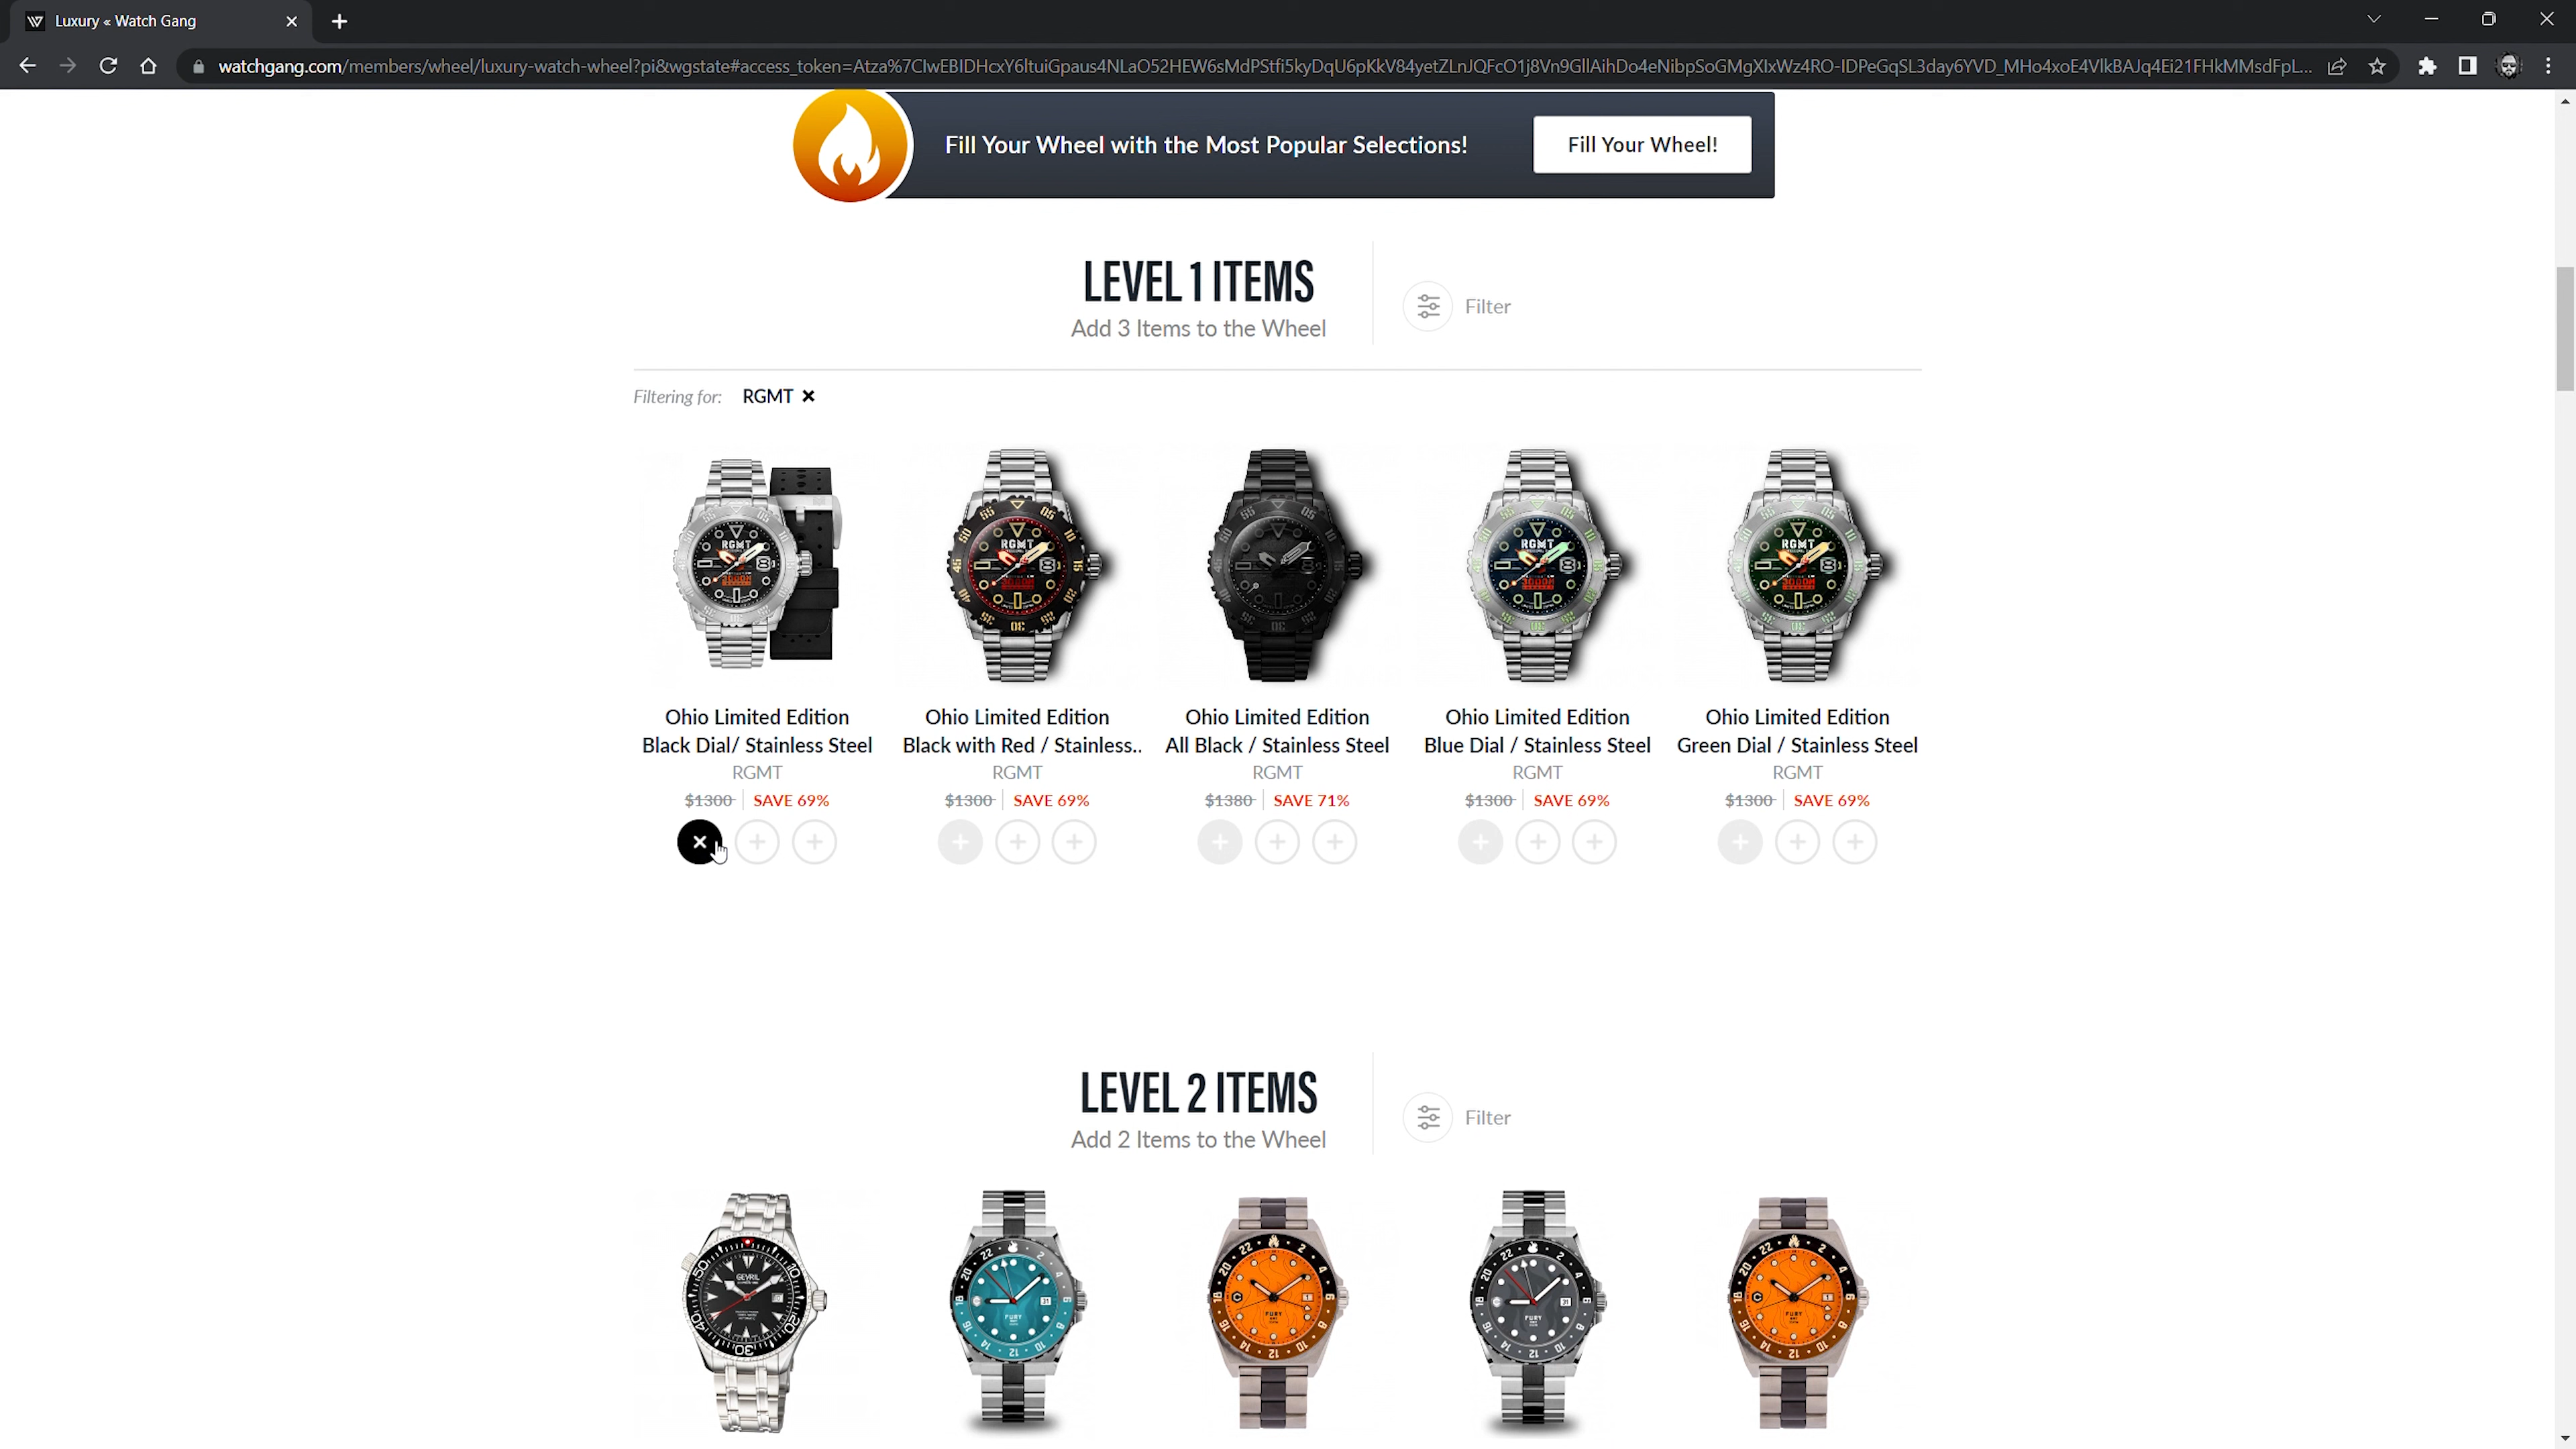 Luxury « Watch Gang
watchgang.com/members/wheel/luxury-watch-wheel?pi&wgstate#access_token=
Fill Your Wheel with the Most Popular Selections!
Fill Your Wheel!
LEVEL 1 ITEMS
Add 3 Items to the Wheel
Filter
Filtering for: RGMT
Ohio Limited Edition
Black Dial/ Stainless Steel
RGMT
$1300 SAVE 69%
Ohio Limited Edition
Black with Red / Stainless..
RGMT
$1300 SAVE 69%
Ohio Limited Edition
All Black / Stainless Steel
RGMT
$1380 SAVE 71%
Ohio Limited Edition
Blue Dial / Stainless Steel
RGMT
$1300 SAVE 69%
Ohio Limited Edition
Green Dial / Stainless Steel
RGMT
$1300 SAVE 69%
LEVEL 2 ITEMS
Add 2 Items to the Wheel
Filter